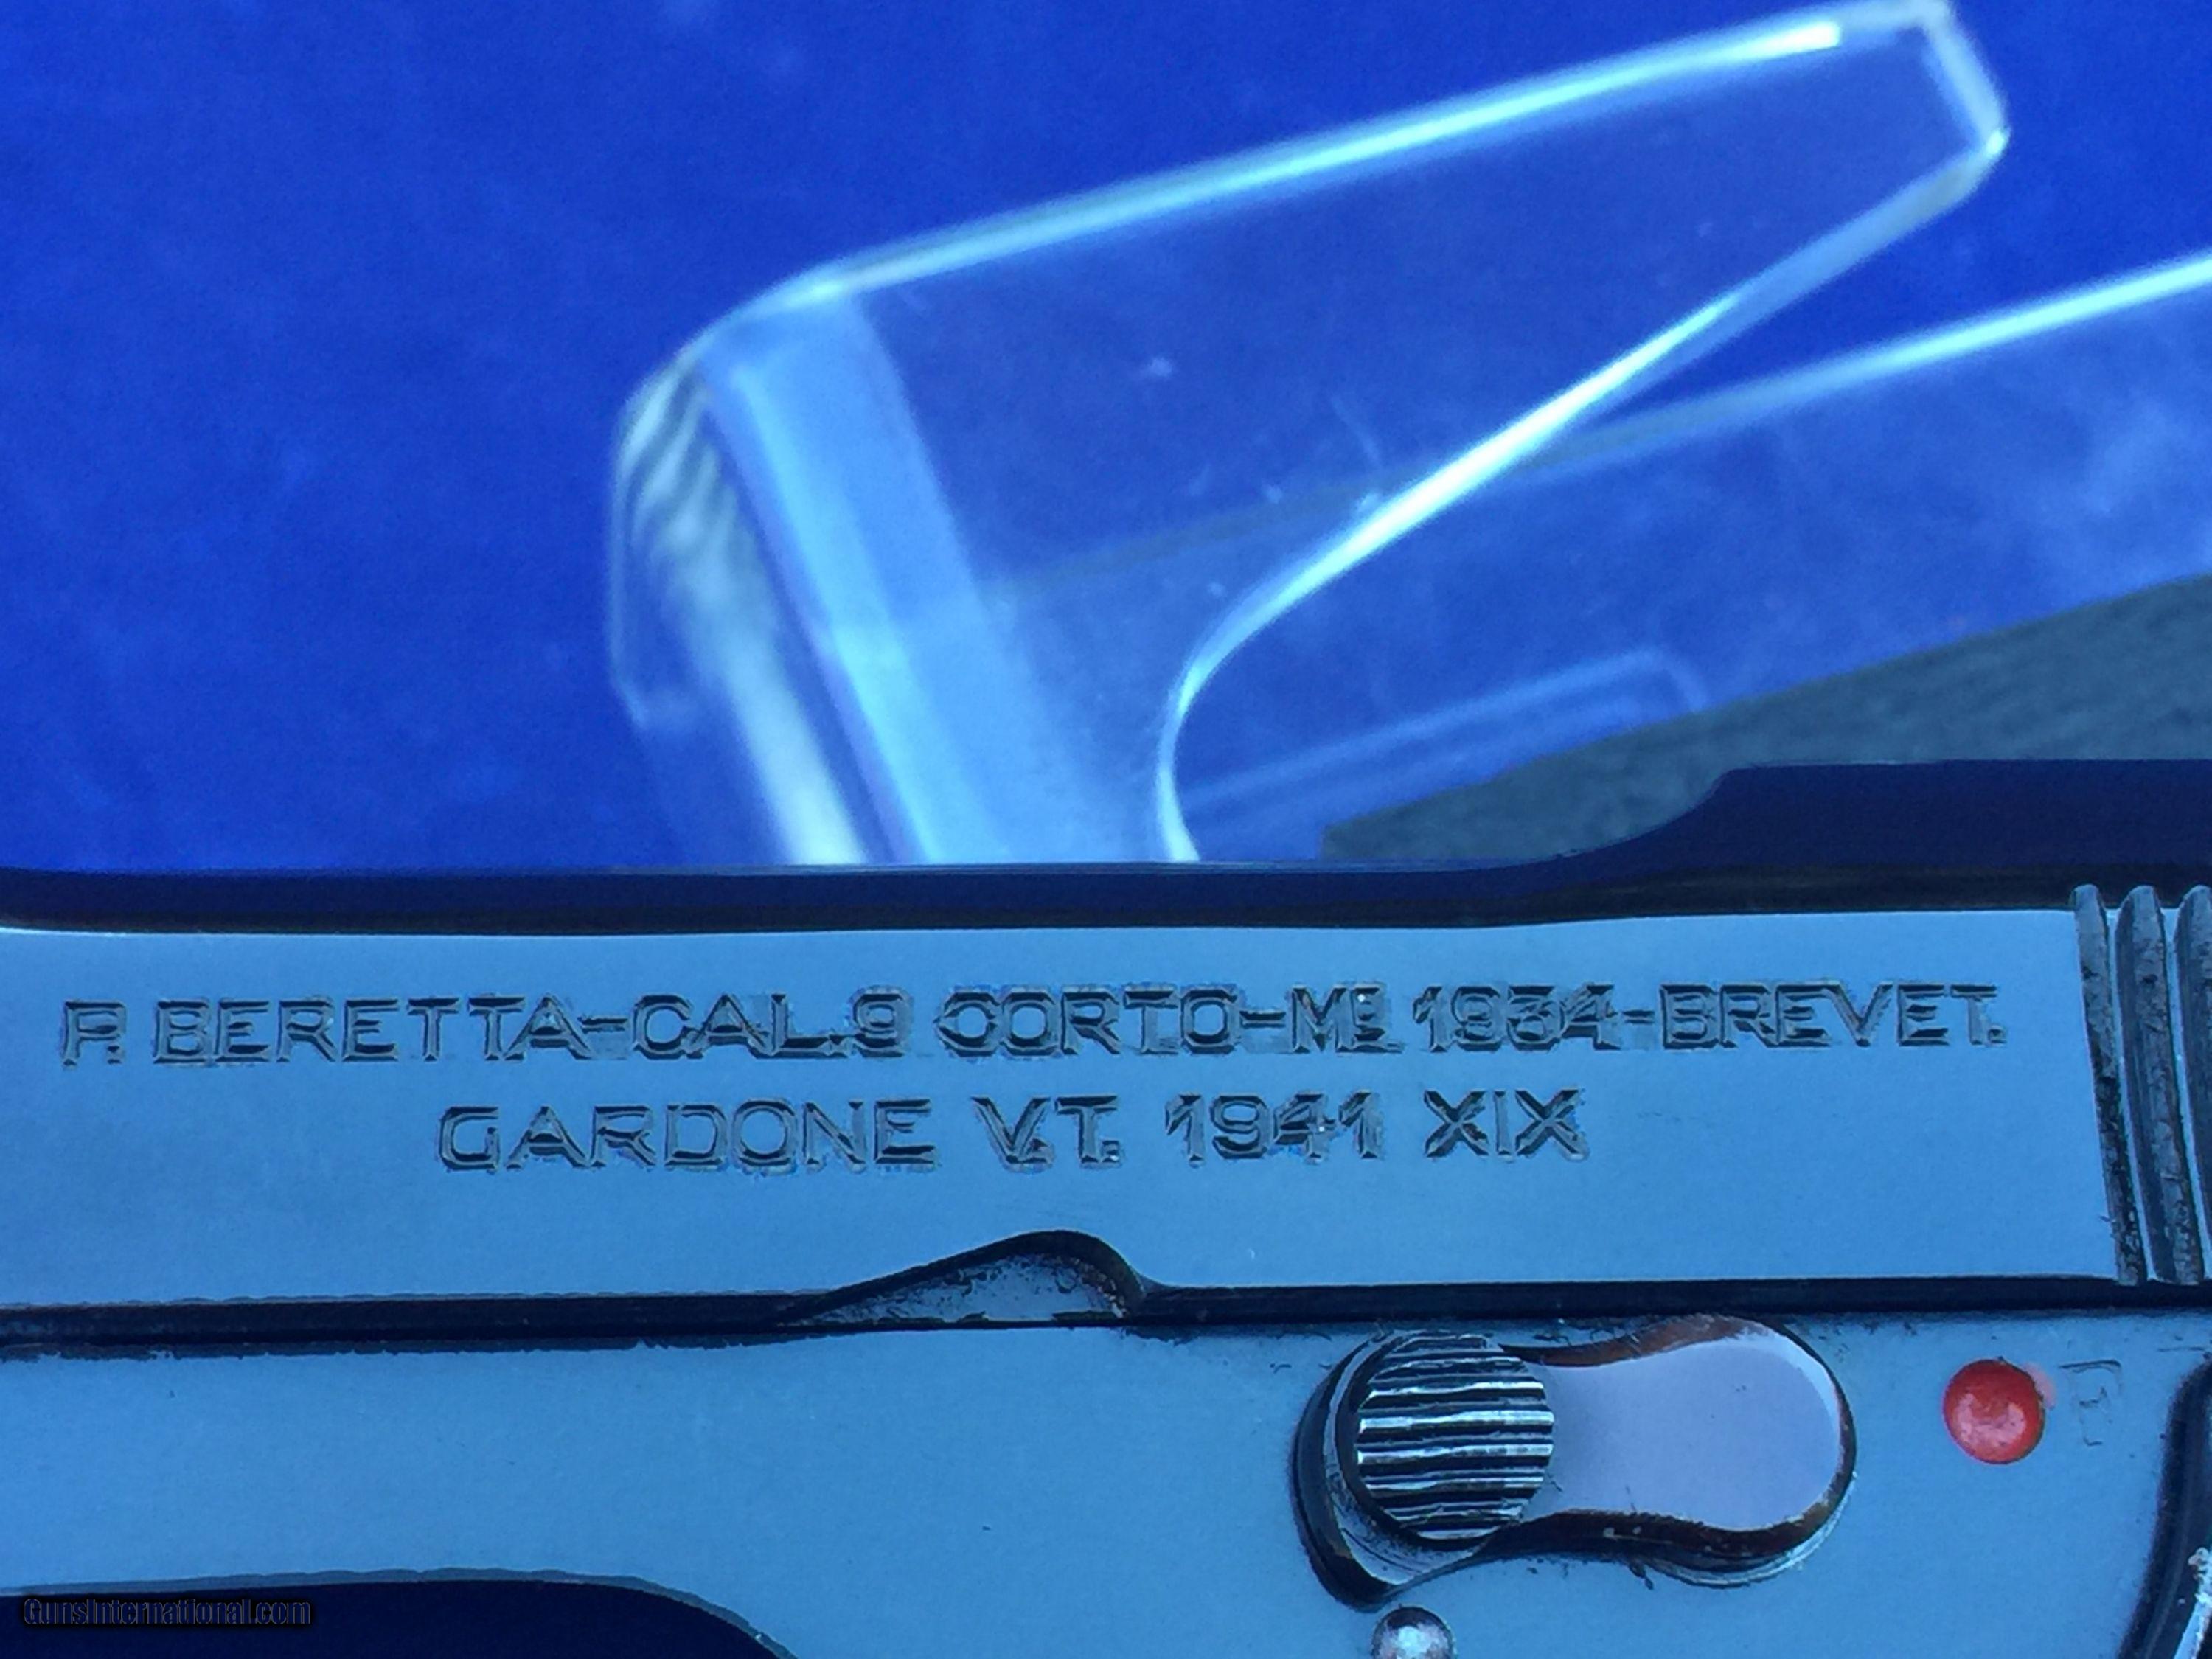 P. BERETTA-CAL.9 CORTO-Mº 1934-BREVET.
GARDONE V.T. 1941 XIX
GunsInternational.com